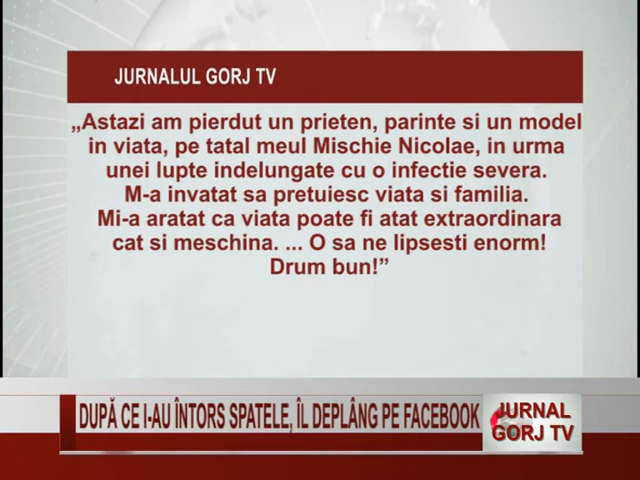 JURNALUL GORJ TV
„Astazi am pierdut un prieten, parinte si un model
in viata, pe tatal meul Mischie Nicolae, in urma
unei lupte indelungate cu o infectie severa.
M-a invatat sa pretuiesc viata si familia.
Mi-a aratat ca viata poate fi atat extraordinara
cat si meschina. ... O sa ne lipsesti enorm!
Drum bun!”
DUPĂ CE I-AU ÎNTORS SPATELE, ÎL DEPLÂNG PE FACEBOOK
JURNAL
GORJ TV